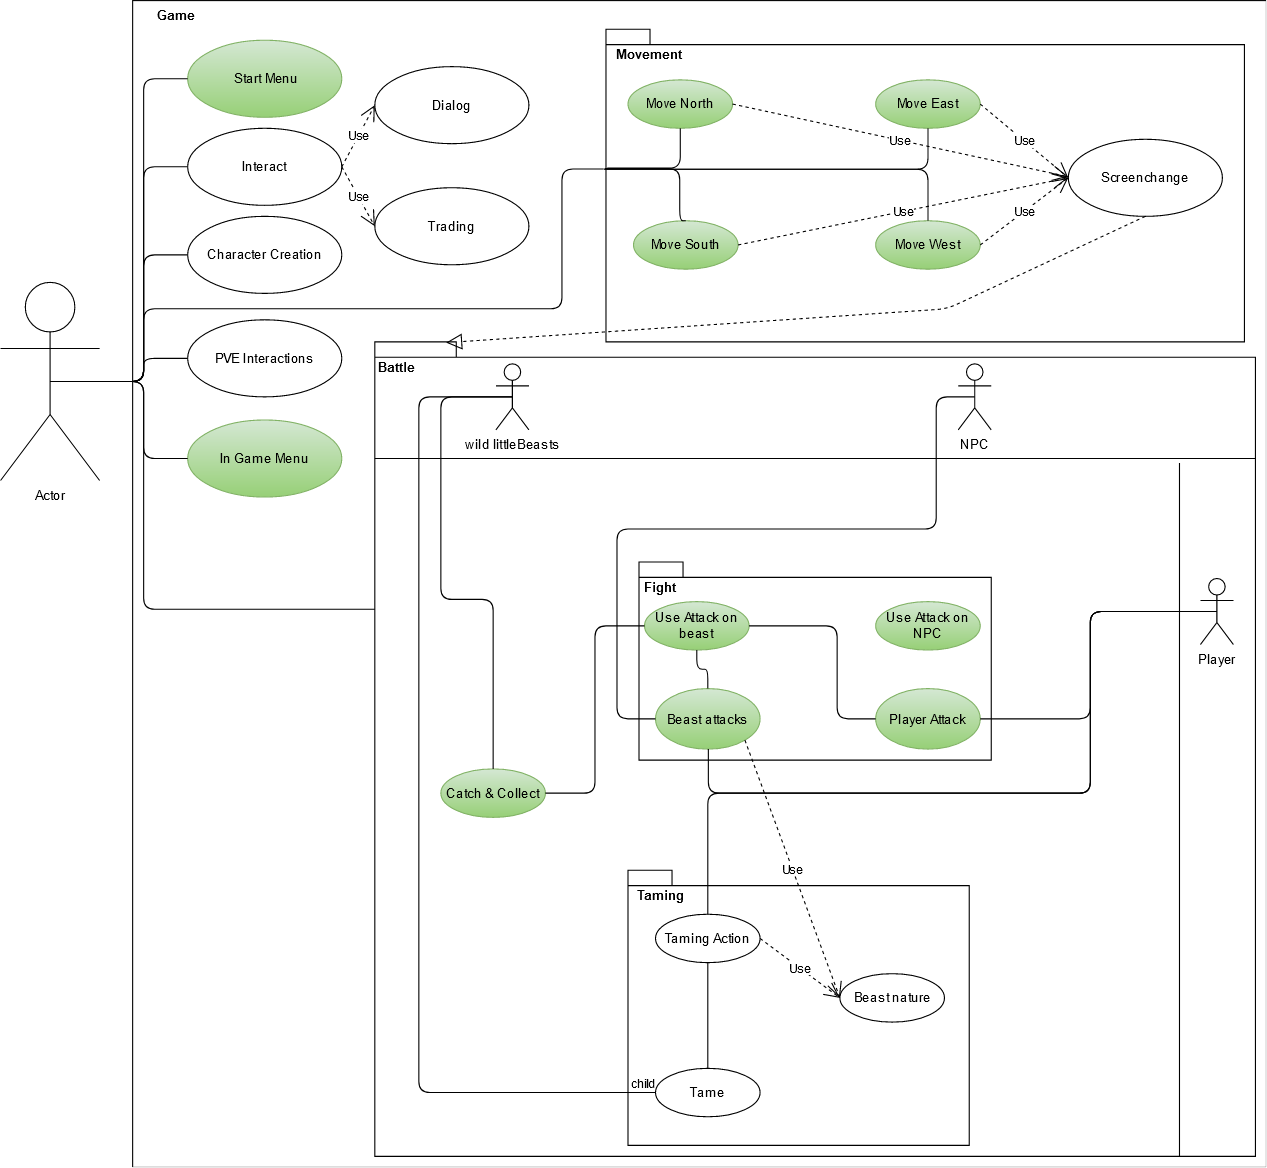 Game
Start Menu
Dialog
Use
Interact
Use
Trading
Character Creation
PVE Interactions
In Game Menu
Actor
Movement
Move North
Move East
Use
Use
Screenchange
Use
Use
Move South
Move West
Battle
wild littleBeasts
NPC
Fight
Use Attack on
beast
Use Attack on
NPC
Beast attacks
Player Attack
Player
Catch & Collect
Use
Taming
Taming Action
Use
Beast nature
child
Tame